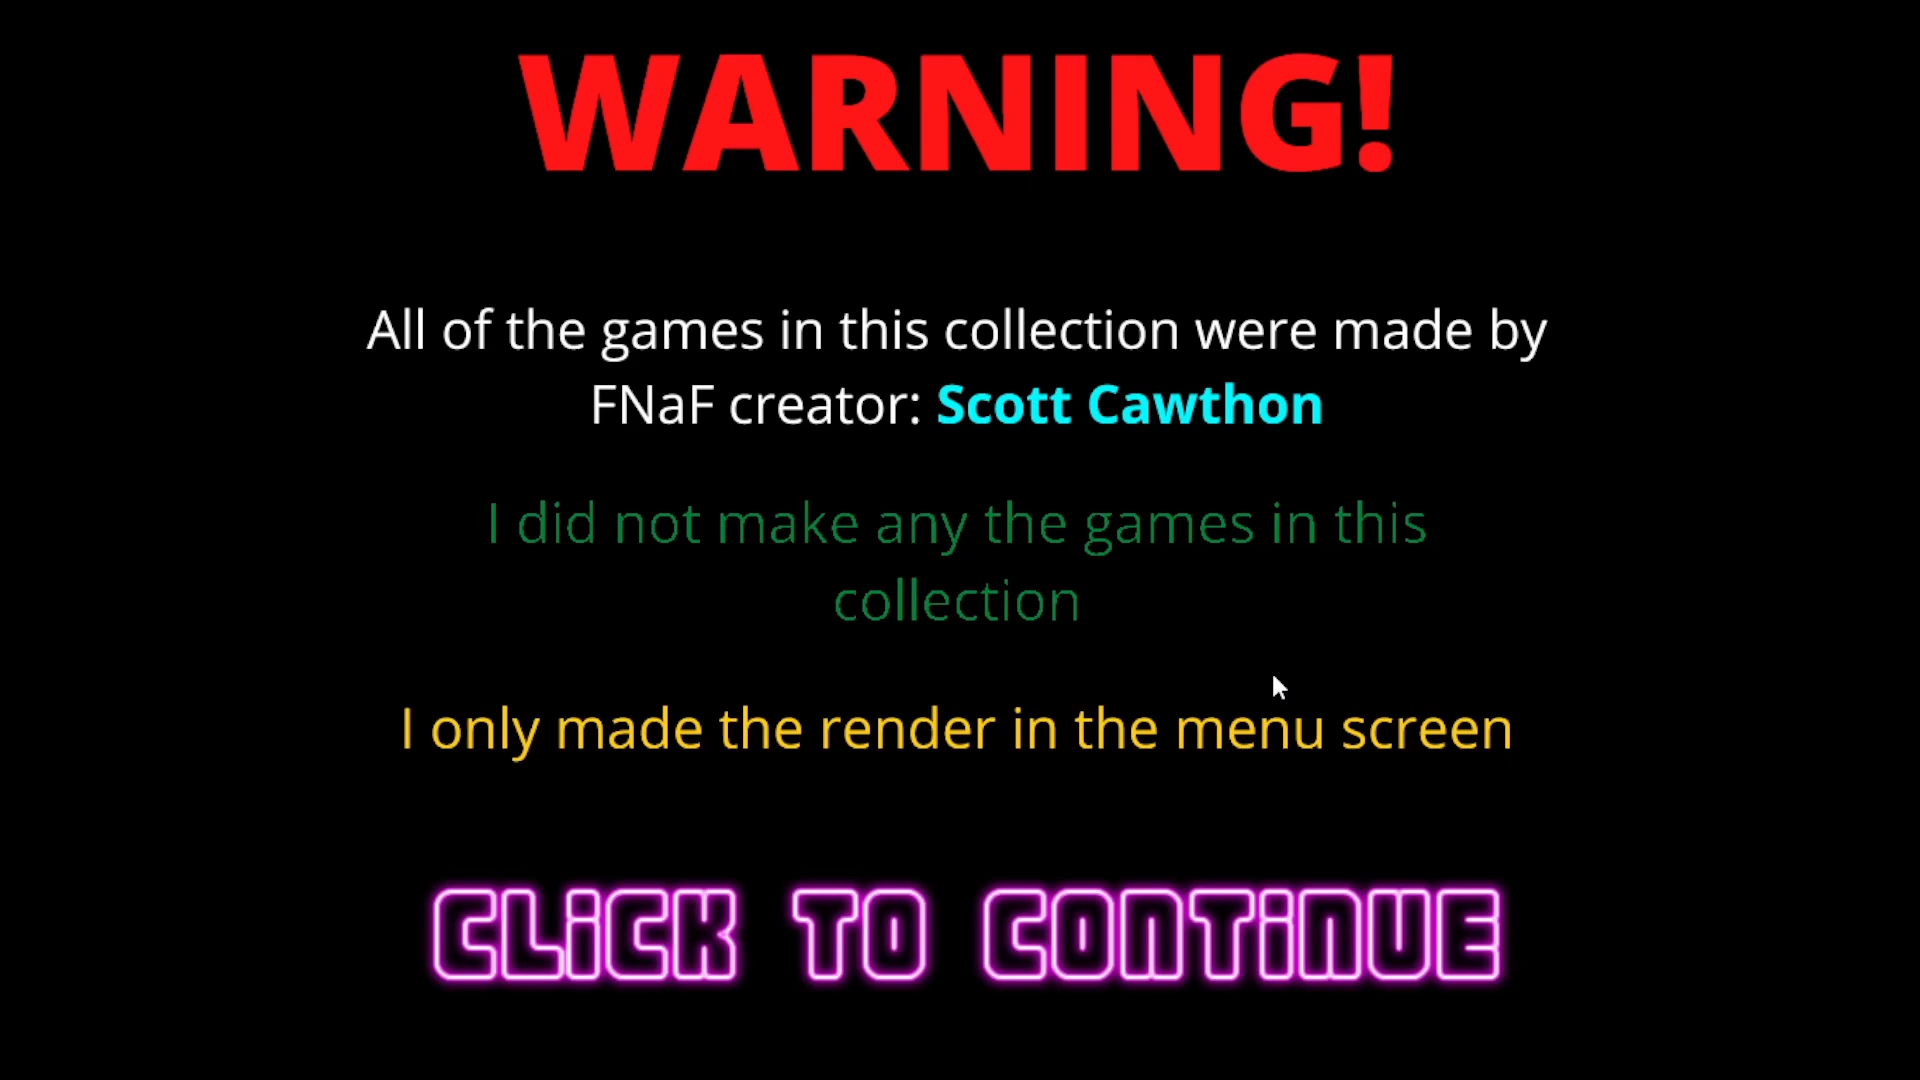 WARNING!
All of the games in this collection were made by
FNaF creator: Scott Cawthon
I did not make any the games in this
collection
I only made the render in the menu screen
CLiCK TO CONTiNUE